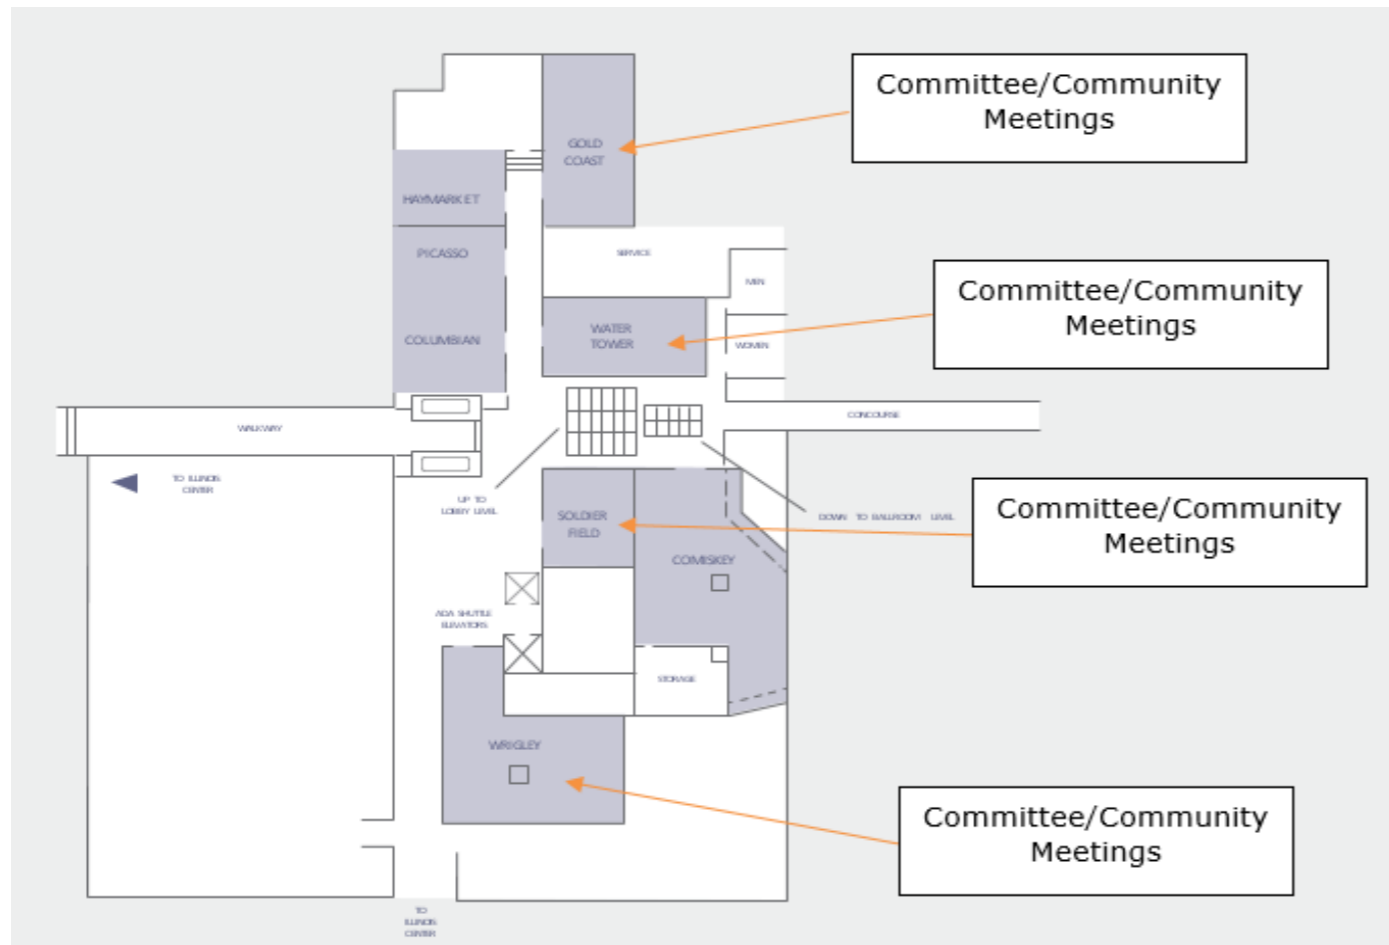 Committee/Community
Meetings
GOLD
COAST
HAYMARKET
PICASSO
SERVICE
MEN
Committee/Community
Meetings
WATER
TOWER
COLUMBIAN
WOMEN
CONCOURSE
WALKWAY
TO ILLINOIS
CENTER
UP TO
LOBBY LEVEL
SOLDIER
FIELD
DOWN TO BALLROOM LEVEL
Committee/Community
Meetings
COMISKEY
ADA SHUTTLE
ELEVATORS
STORAGE
WRIGLEY
Committee/Community
Meetings
TO
ILLINOIS
CENTER